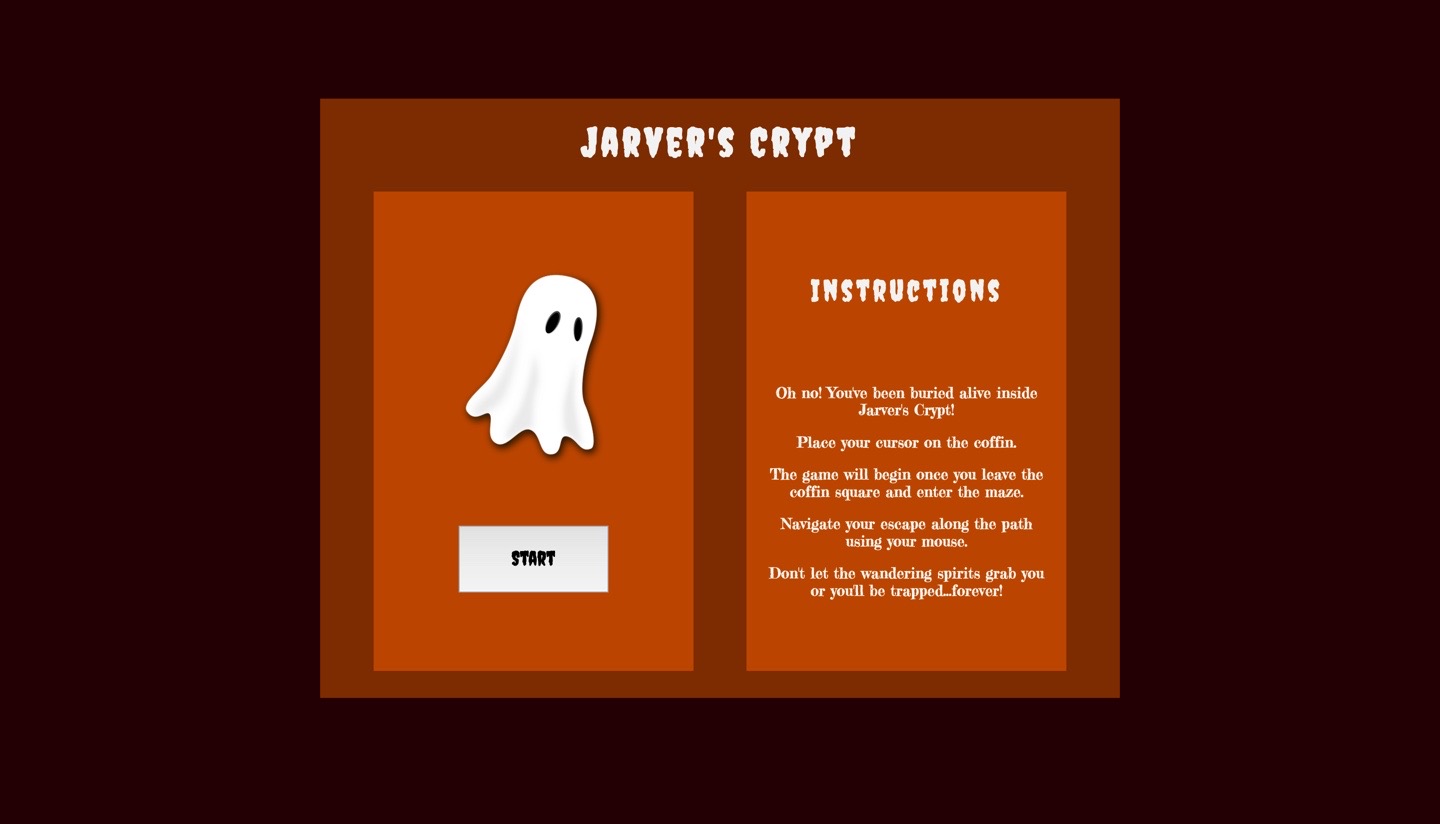 JARVER'S CRYPT
START
INSTRUCTIONS
Oh no! You've been buried alive inside
Jarver's Crypt!
Place your cursor on the coffin.
The game will begin once you leave the
coffin square and enter the maze.
Navigate your escape along the path
using your mouse.
Don't let the wandering spirits grab you
or you'll be trapped...forever!